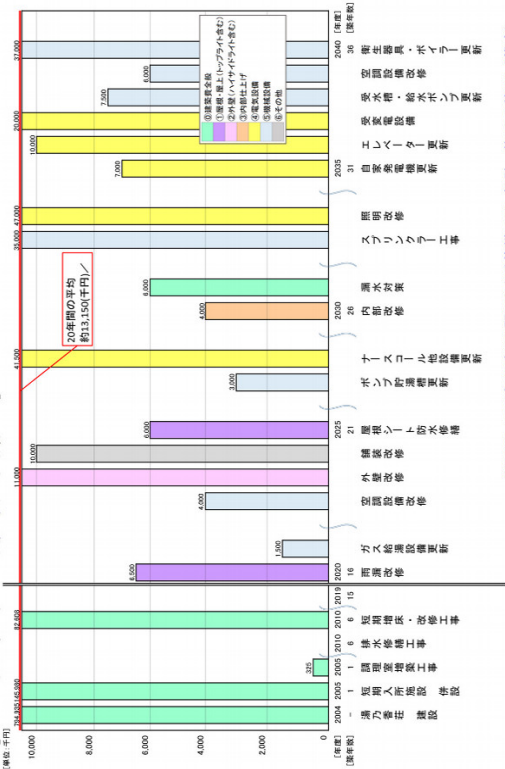 [単位:千円]
10,000
8,000
6,000
4,000
2,000
0
[年度]
[築年数]
20年間の平均
約13,150(千円)/
⓪建築費全般
①屋根・屋上(トップライト含む)
②外壁(ハイサイドライト含む)
③内部仕上げ
④電気設備
⑤機械設備
⑥その他
2004 - 湯乃香荘 建設
2005 1 短期入所施設 併設 145,980
2005 1 調理室増築工事 325
2010 6 排水修繕工事
2010 6 短期増床・改修工事
2019 15
2020 16 雨漏改修 6,500
ガス給湯設備更新 1,500
空調設備改修 4,000
外壁改修 11,000
舗装改修 10,000
2025 21 屋根シート防水修繕 6,000
ポンプ貯湯槽更新 3,000
ナースコール他設備更新 41,500
2030 26 内部改修 4,000
漏水対策 6,000
スプリンクラー工事 35,000
照明改修 47,000
2035 31 自家発電機更新 7,000
エレベーター更新 10,000
受変電設備 20,000
受水槽・給水ポンプ更新 7,500
空調設備改修 6,000
2040 36 衛生器具・ボイラー更新 37,000
[年度]
[築年数]